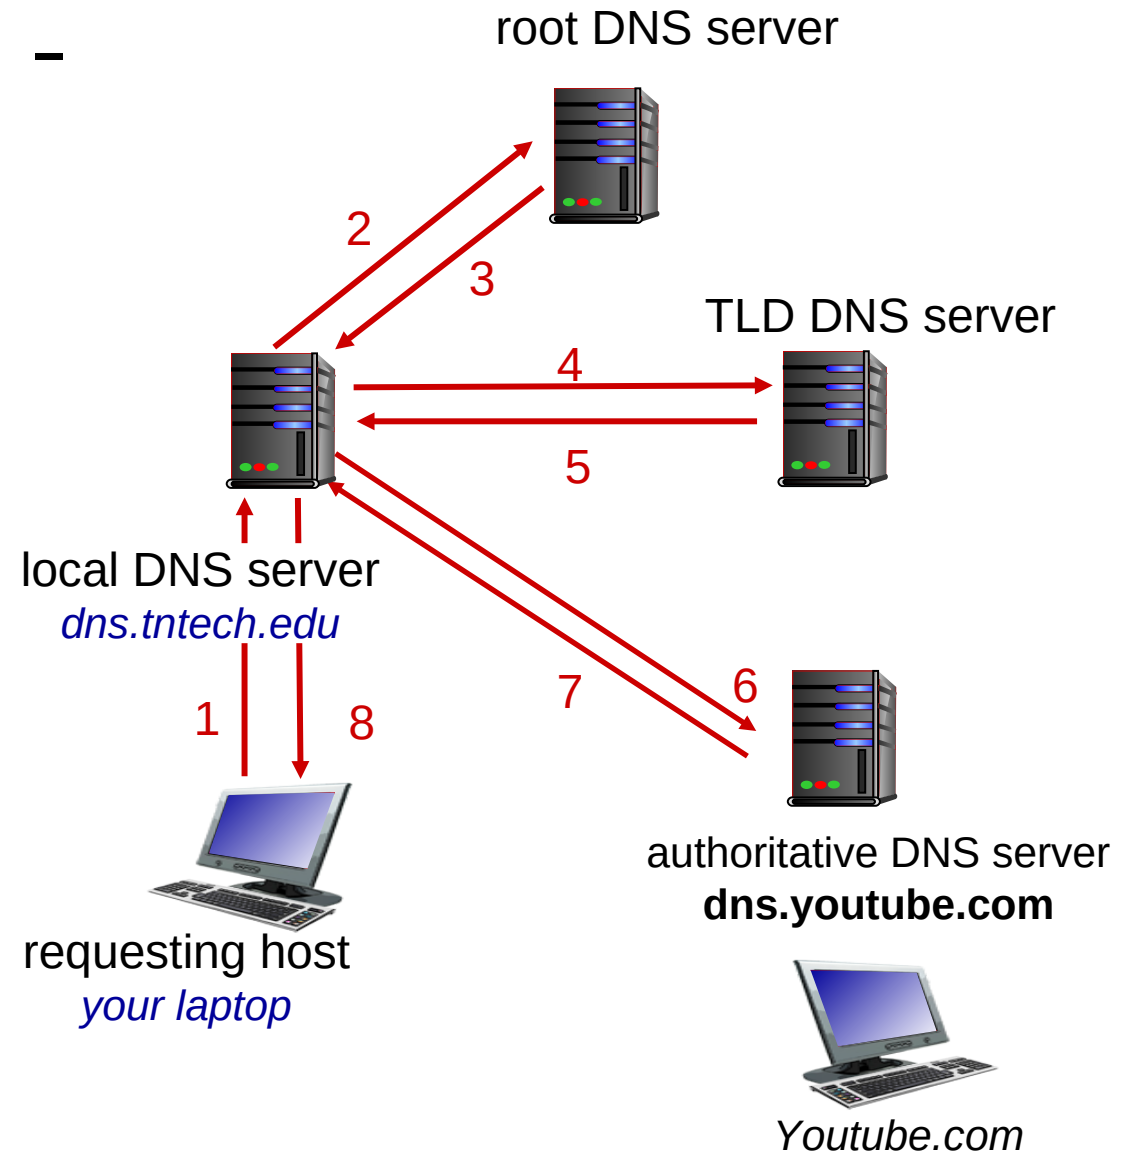 root DNS server
2
3
TLD DNS server
4
5
local DNS server
dns.tntech.edu
1
8
7
6
authoritative DNS server
dns.youtube.com
requesting host
your laptop
Youtube.com